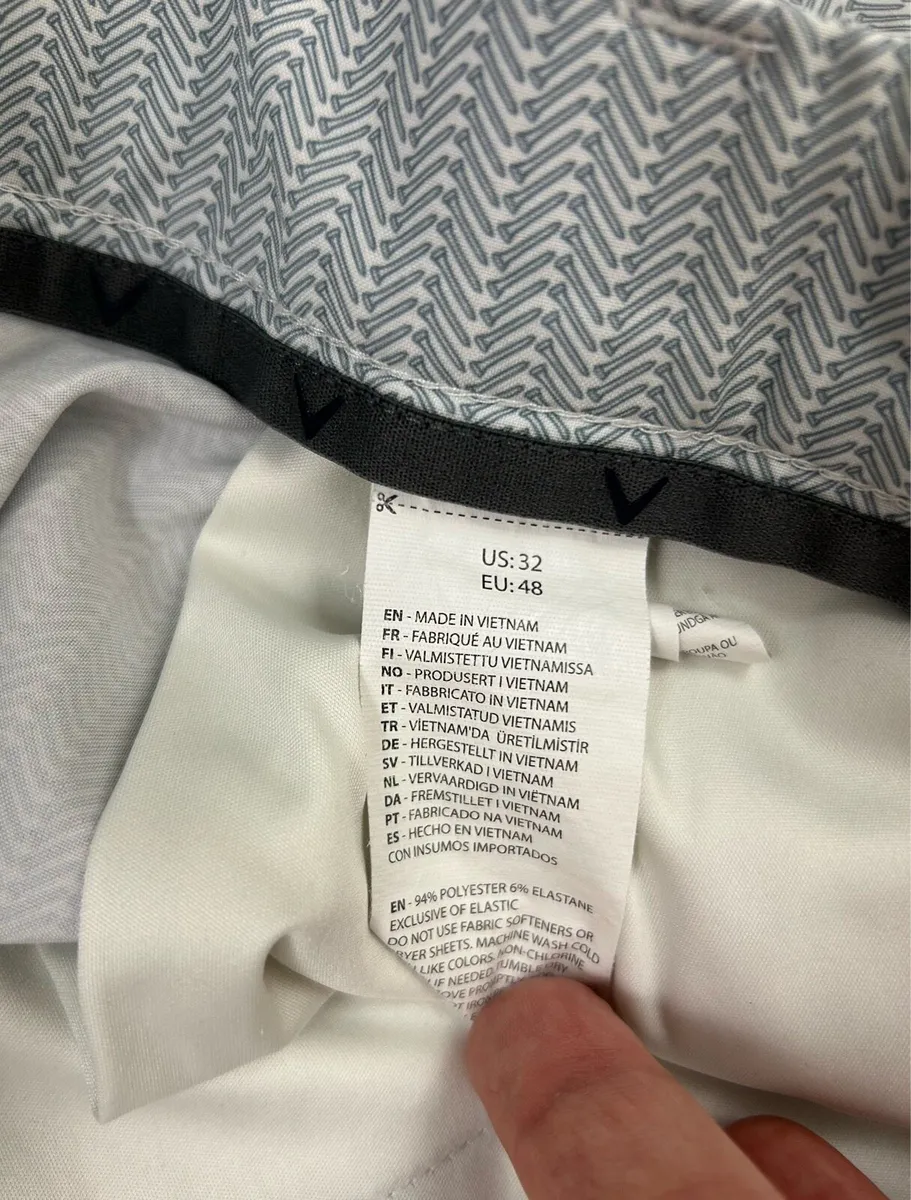 US: 32
EU: 48
EN - MADE IN VIETNAM
FR - FABRIQUÉ AU VIETNAM
FI - VALMISTETTU VIETNAMISSA
NO - PRODUSERT I VIETNAM
IT - FABBRICATO IN VIETNAM
ET - VALMISTATUD VIETNAMIS
TR - VİETNAM'DA ÜRETİLMİSTİR
DE - HERGESTELLT IN VIETNAM
SV - TILLVERKAD I VIETNAM
NL - VERVAARDIGD IN VIËTNAM
DA - FREMSTILLET I VIETNAM
PT - FABRICADO NA VIETNAM
ES - HECHO EN VIETNAM
CON INSUMOS IMPORTADOS
EN - 94% POLYESTER 6% ELASTANE
EXCLUSIVE OF ELASTIC
DO NOT USE FABRIC SOFTENERS OR
DRYER SHEETS. MACHINE WASH COLD
LIKE COLORS. NON-CHLORINE
IF NEEDED. TUMBLE DRY
OUPA OU